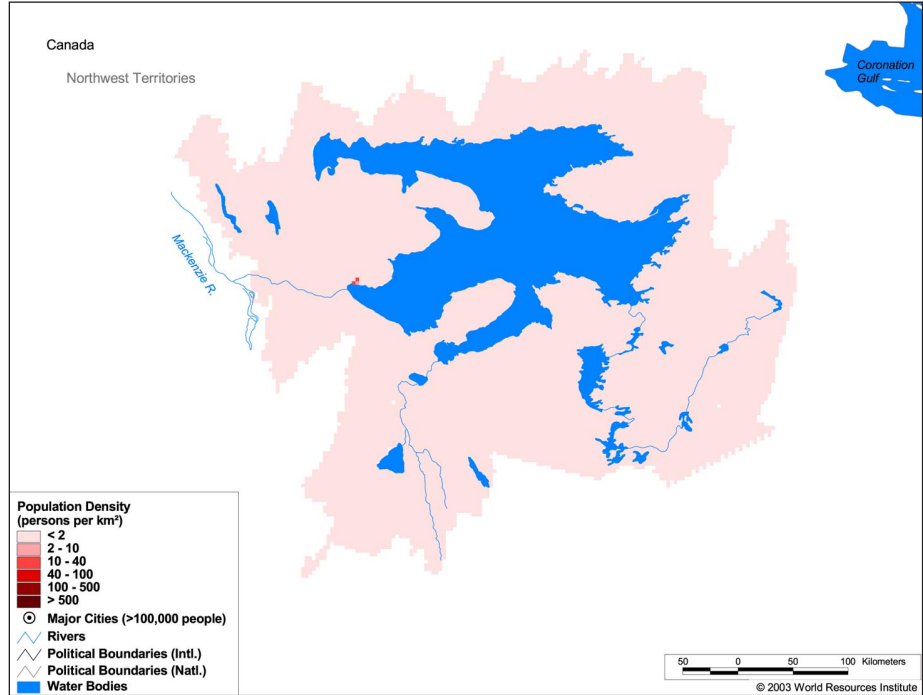 Canada
Northwest Territories
Coronation
Gulf
Mackenzie R.
Population Density
(persons per km²)
< 2
2 - 10
10 - 40
40 - 100
100 - 500
> 500
Major Cities (>100,000 people)
Rivers
Political Boundaries (Intl.)
Political Boundaries (Natl.)
Water Bodies
50 0 50 100 Kilometers
© 2003 World Resources Institute